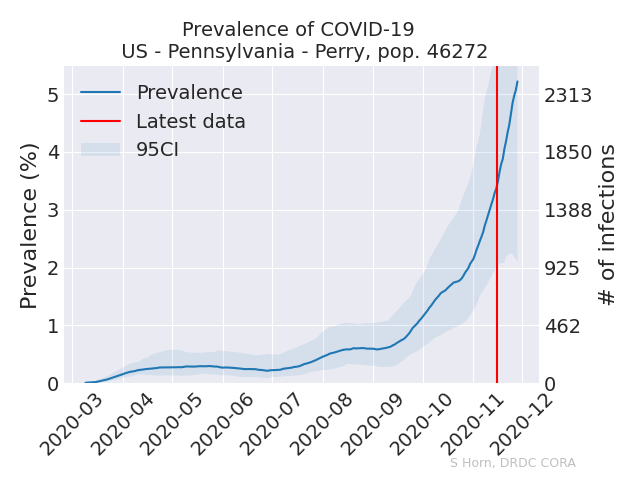 Prevalence of COVID-19
US - Pennsylvania - Perry, pop. 46272
Prevalence
Latest data
95CI
Prevalence (%)
5
4
3
2
1
0
2313
1850
1388
925
462
0
# of infections
2020-03
2020-04
2020-05
2020-06
2020-07
2020-08
2020-09
2020-10
2020-11
2020-12
S Horn, DRDC CORA